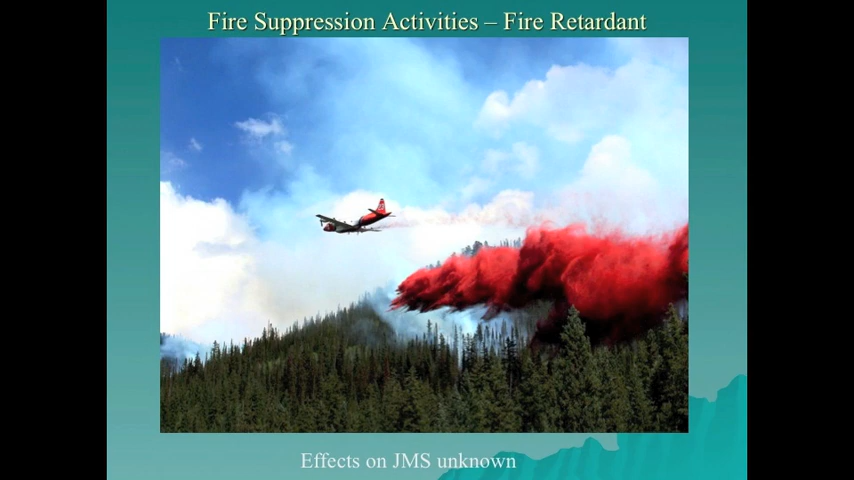 Fire Suppression Activities – Fire Retardant
Effects on JMS unknown